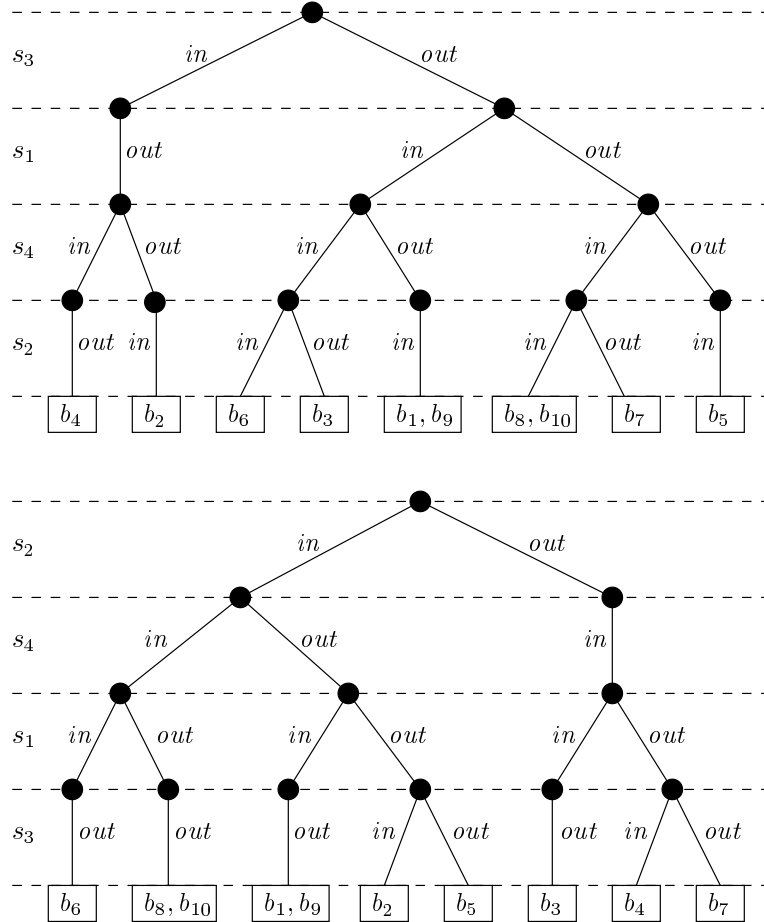 in out
s₃
in out
s₁ out
in out in out in out
s₄
out in in out in in out in
s₂
b₄ b₂ b₆ b₃ b₁, b₉ b₈, b₁₀ b₇ b₅
in out
s₂
in out in
s₄
in out in out in out
s₁
out out out in out out in out
s₃
b₆ b₈, b₁₀ b₁, b₉ b₂ b₅ b₃ b₄ b₇